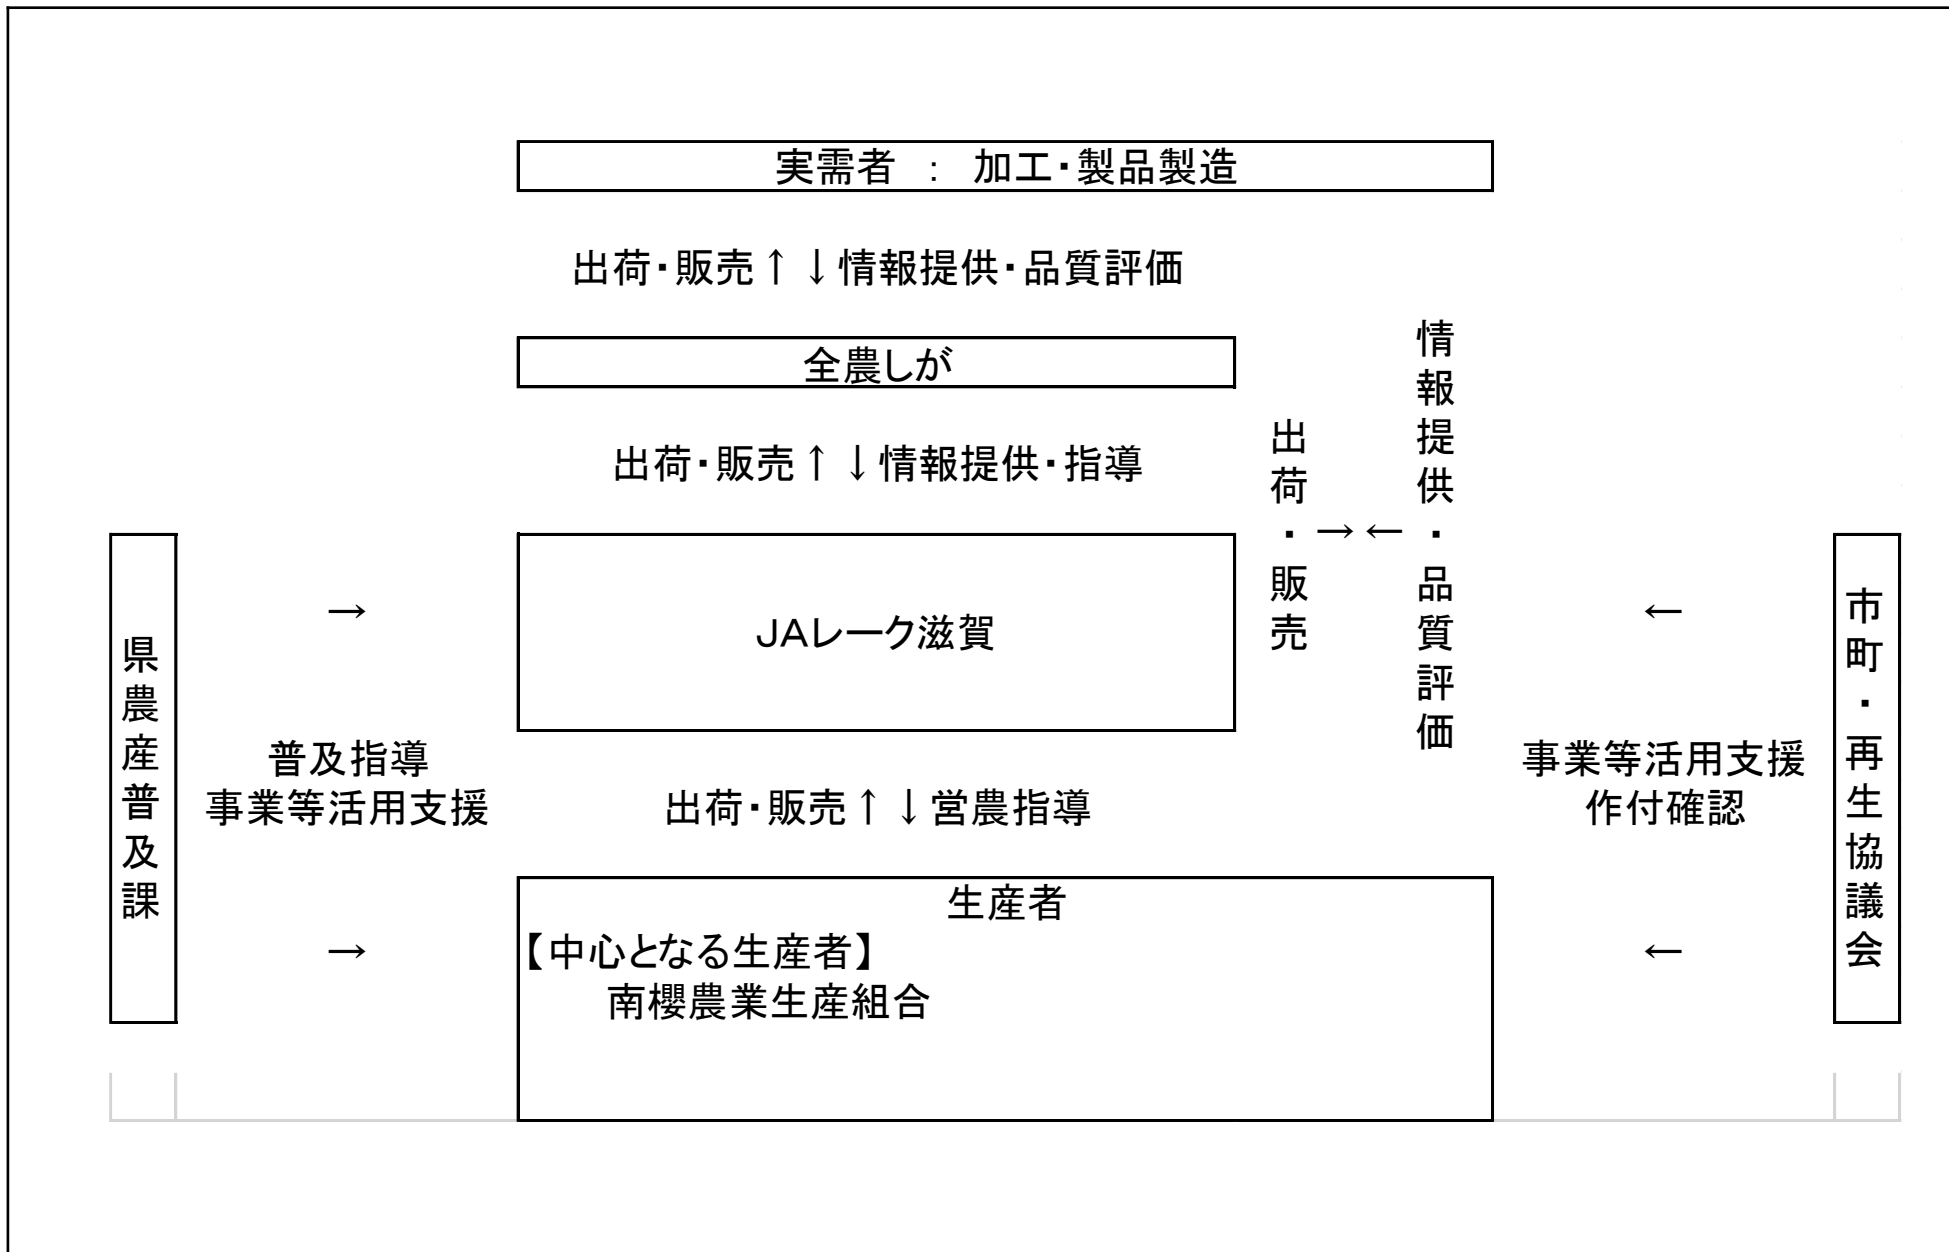 実需者 : 加工・製品製造
出荷・販売↑↓情報提供・品質評価
全農しが
出荷・販売↑↓情報提供・指導
出荷・販売
→←
情報提供・品質評価
県農産普及課
→
普及指導
事業等活用支援
→
JAレーク滋賀
出荷・販売↑↓営農指導
生産者
【中心となる生産者】
南櫻農業生産組合
←
事業等活用支援
作付確認
←
市町・再生協議会